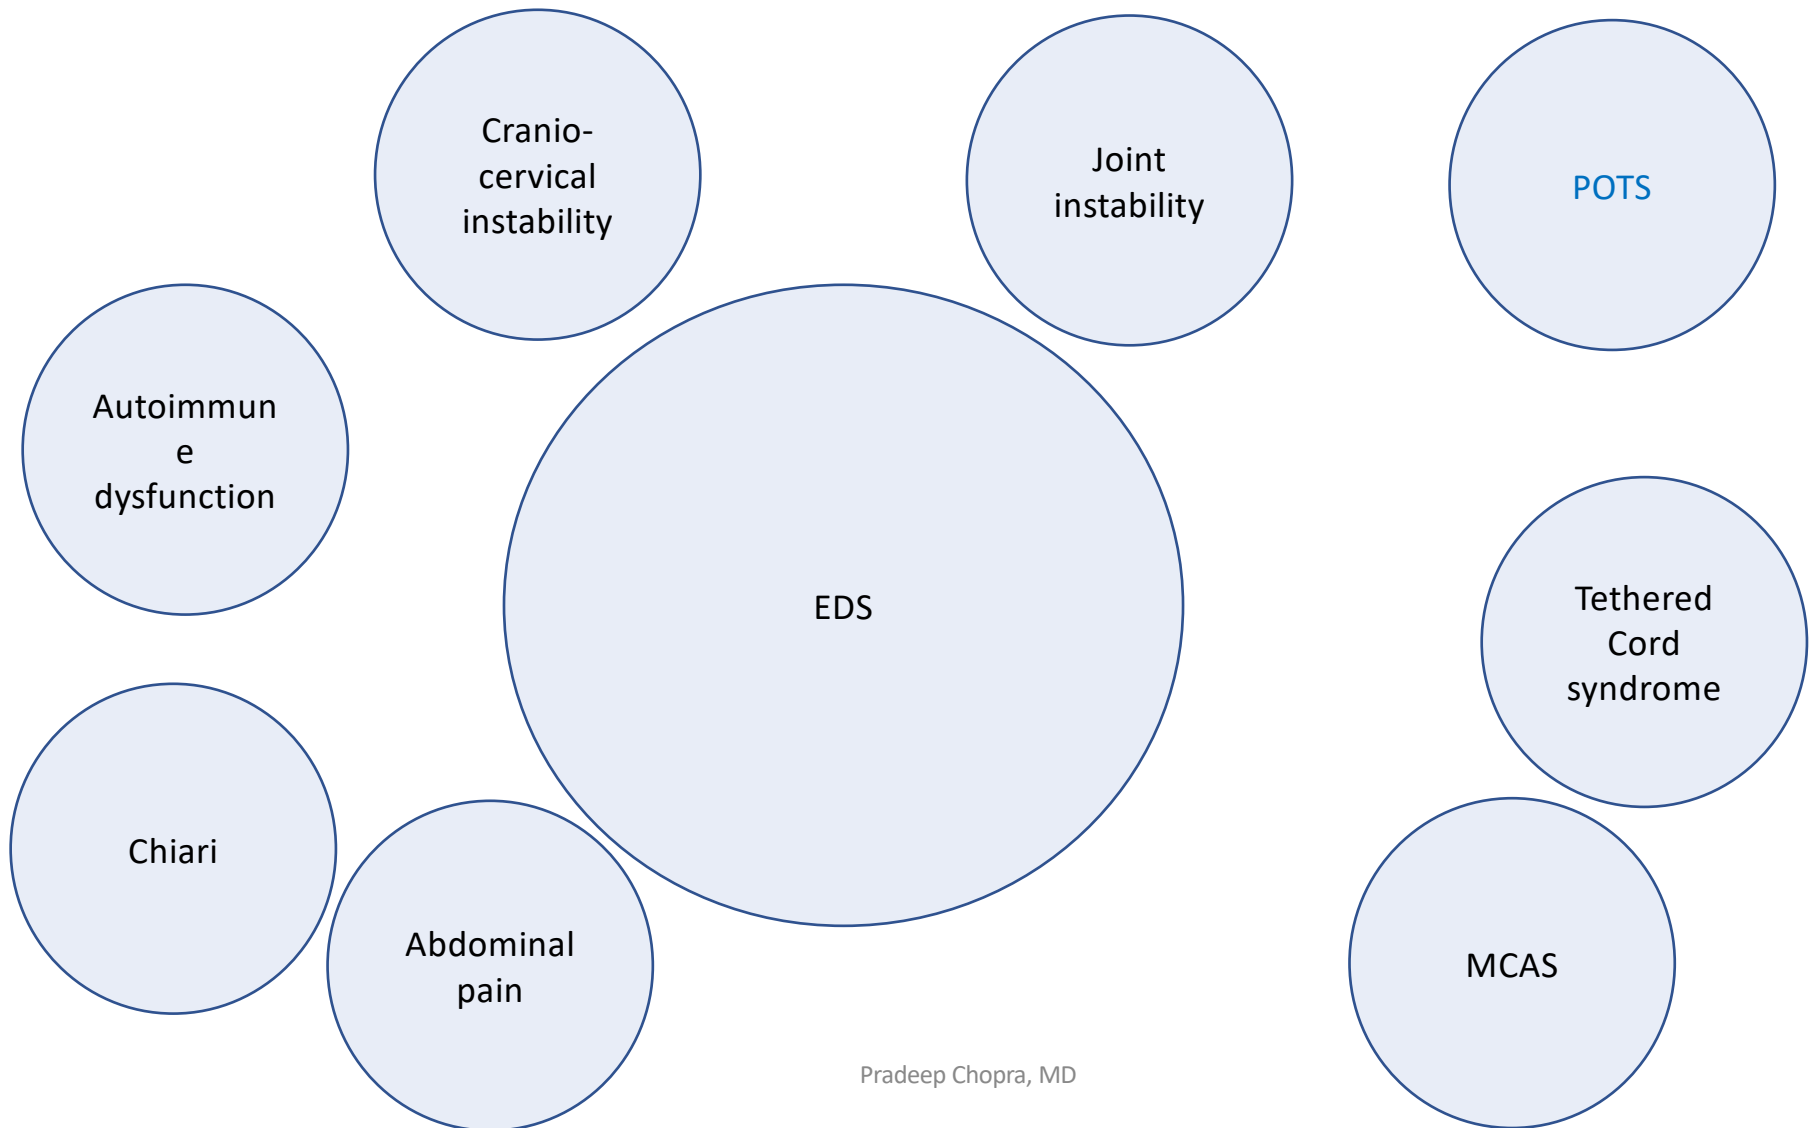 Cranio-
cervical
instability
Joint
instability
POTS
Autoimmun
e
dysfunction
EDS
Tethered
Cord
syndrome
Chiari
Abdominal
pain
MCAS
Pradeep Chopra, MD